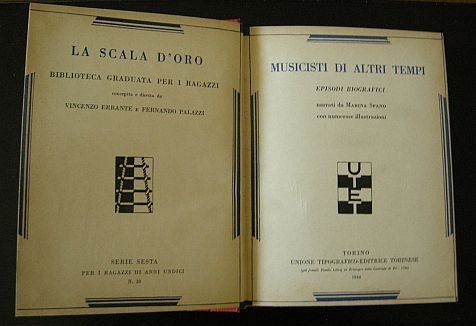 LA SCALA D'ORO
BIBLIOTECA GRADUATA PER I RAGAZZI
concepita e diretta da
VINCENZO ERRANTE e FERNANDO PALAZZI
SERIE SESTA
PER I RAGAZZI DI ANNI UNDICI
N. 10
MUSICISTI DI ALTRI TEMPI
EPISODI BIOGRAFICI
narrati da MARINA SPANO
con numerose illustrazioni
UTET
TORINO
UNIONE TIPOGRAFICO-EDITRICE TORINESE